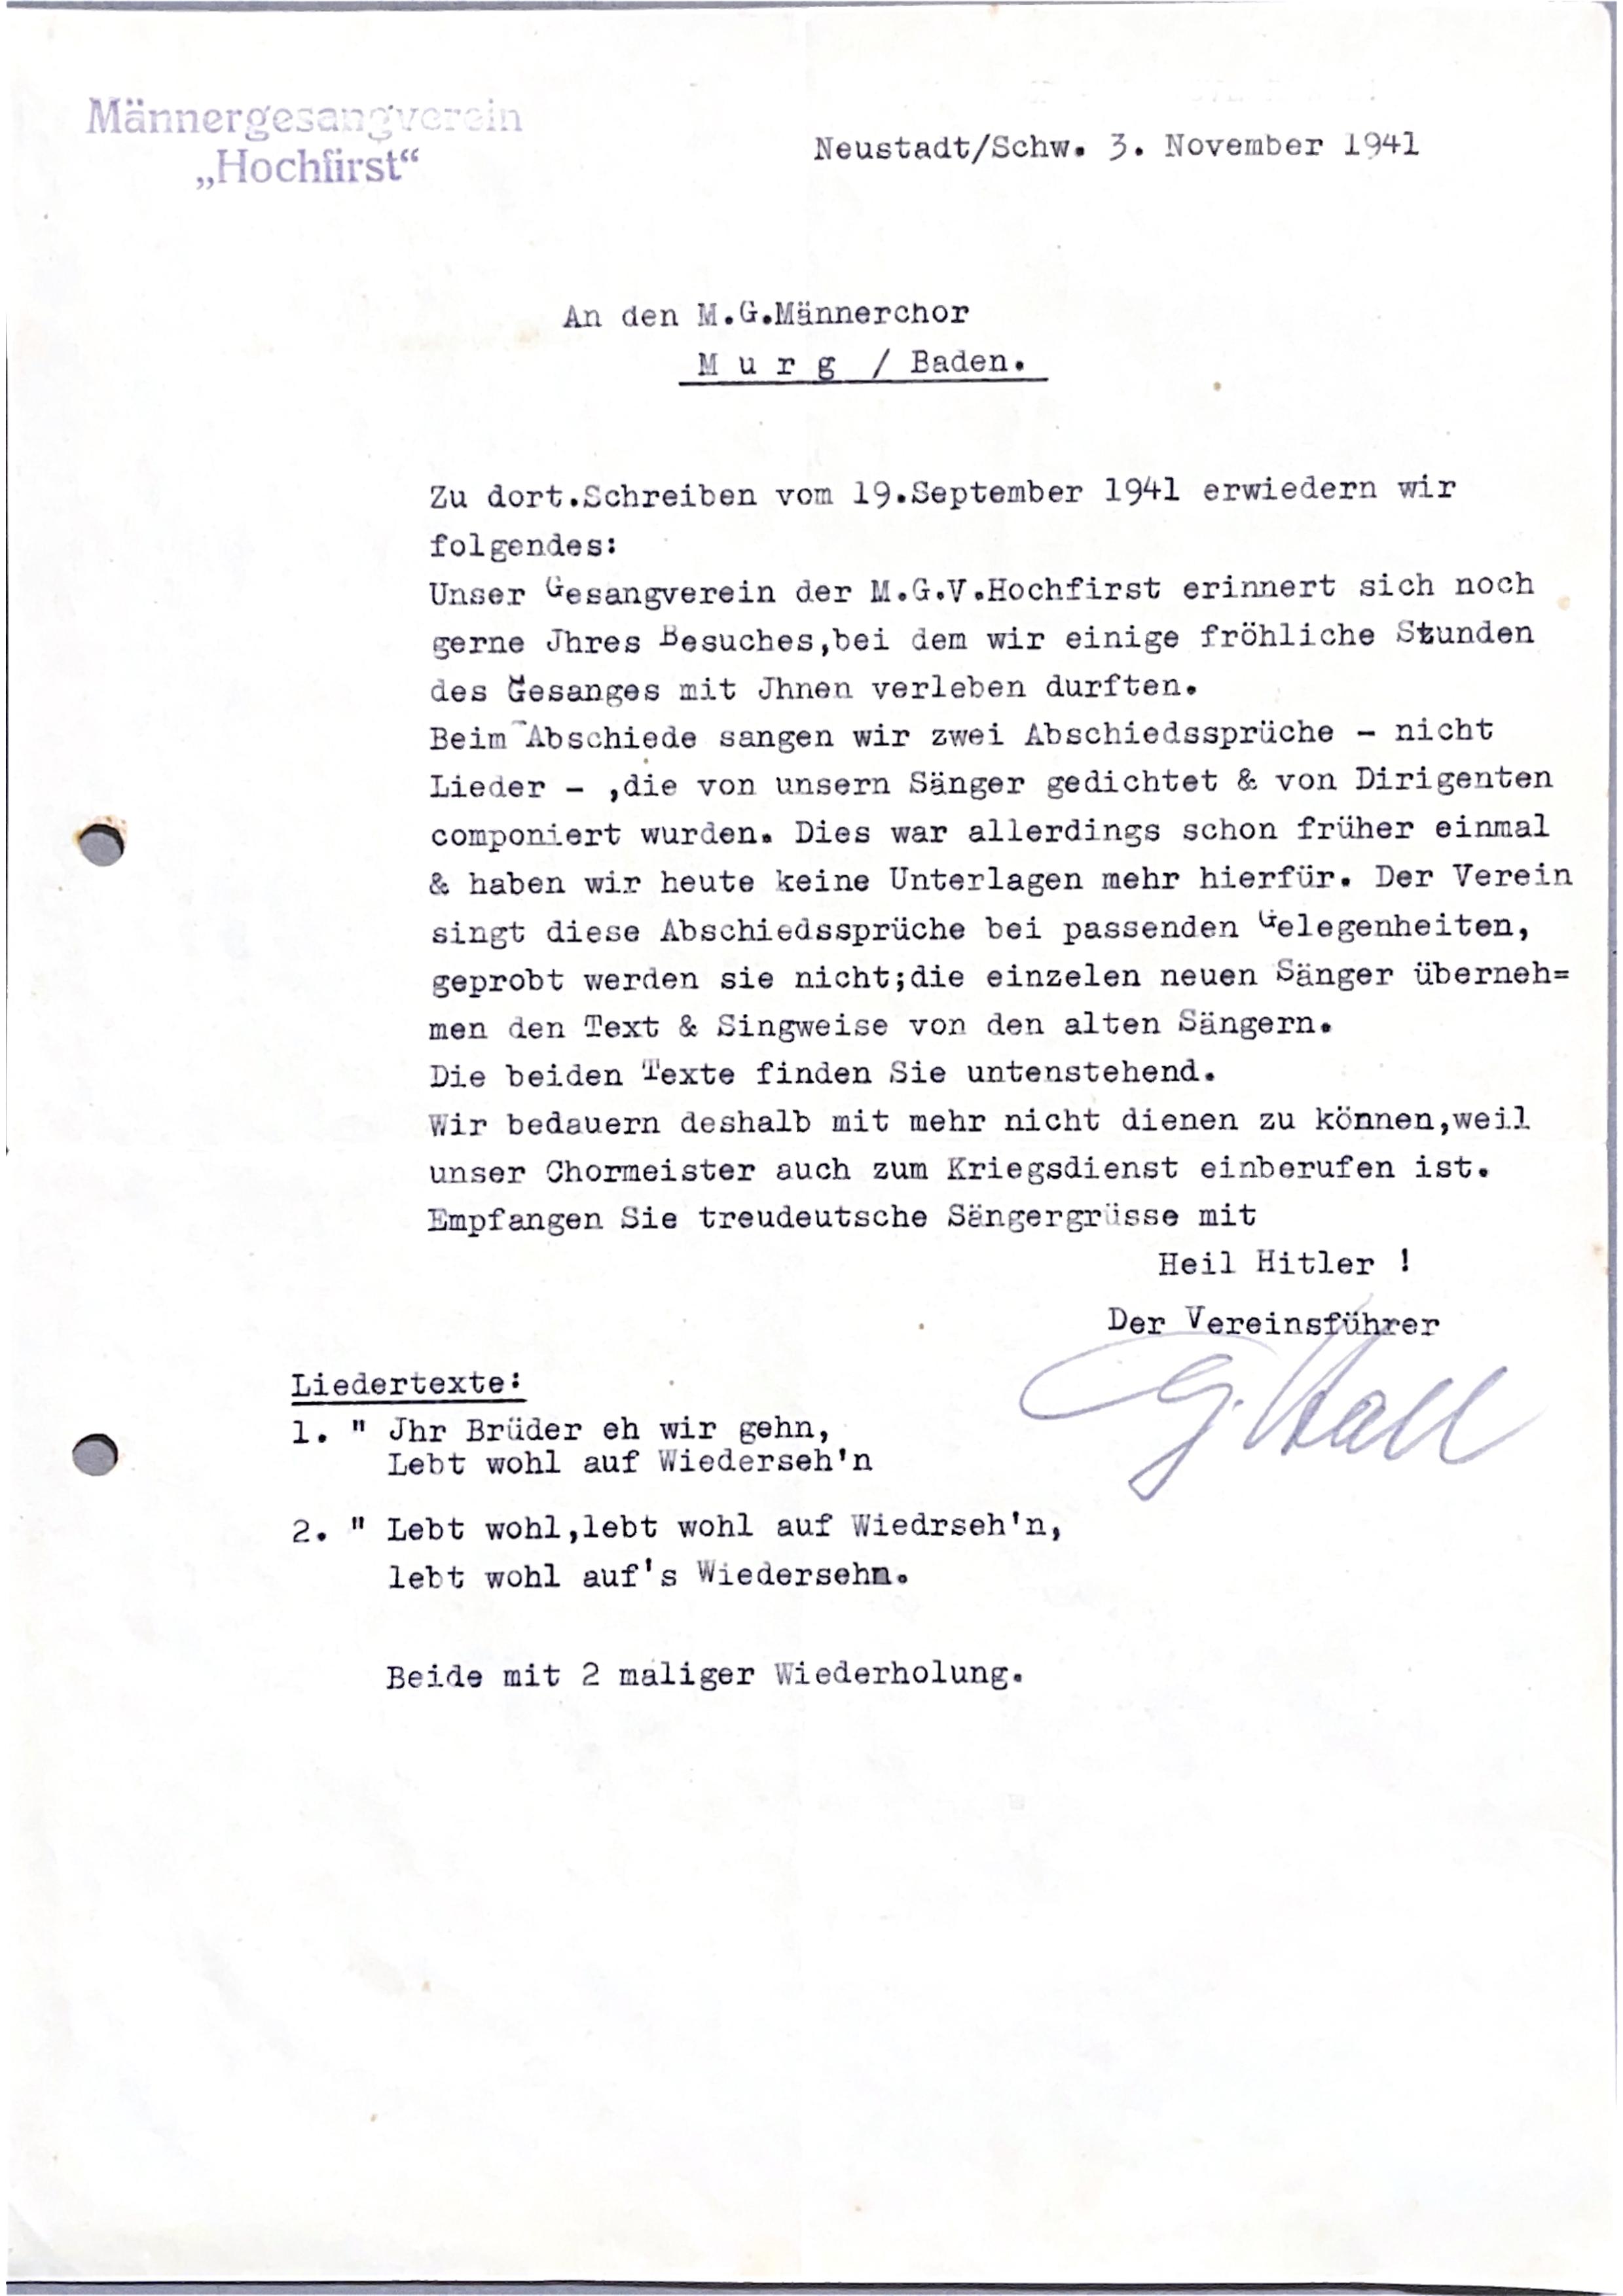 Männergesangverein
„Hochfirst“
Neustadt/Schw. 3. November 1941
An den M.G.Männerchor
M u r g / Baden.
Zu dort.Schreiben vom 19.September 1941 erwiedern wir
folgendes:
Unser Gesangverein der M.G.V.Hochfirst erinnert sich noch
gerne Jhres Besuches,bei dem wir einige fröhliche Stunden
des Gesanges mit Jhnen verleben durften.
Beim Abschiede sangen wir zwei Abschiedssprüche - nicht
Lieder - ,die von unsern Sänger gedichtet & von Dirigenten
componiert wurden. Dies war allerdings schon früher einmal
& haben wir heute keine Unterlagen mehr hierfür. Der Verein
singt diese Abschiedssprüche bei passenden Gelegenheiten,
geprobt werden sie nicht;die einzelen neuen Sänger überneh=
men den Text & Singweise von den alten Sängern.
Die beiden Texte finden Sie untenstehend.
Wir bedauern deshalb mit mehr nicht dienen zu können,weil
unser Chormeister auch zum Kriegsdienst einberufen ist.
Empfangen Sie treudeutsche Sängergrüsse mit
Heil Hitler !
Der Vereinsführer
Liedertexte:
1. " Jhr Brüder eh wir gehn,
Lebt wohl auf Wiederseh'n
2. " Lebt wohl,lebt wohl auf Wiedrseh'n,
lebt wohl auf's Wiedersehn.
Beide mit 2 maliger Wiederholung.